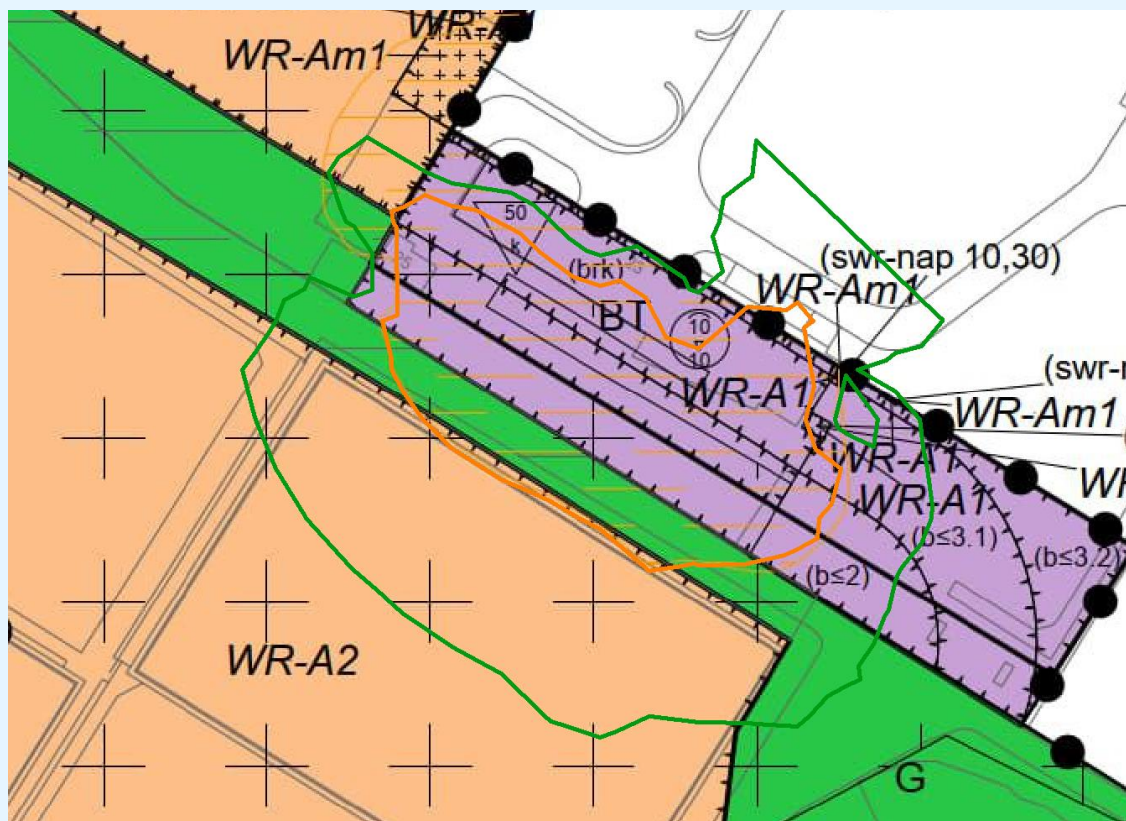 WR-Am1
50
k
(brk)
BT
10
10
(swr-nap 10,30)
WR-Am1
WR-A1
WR-Am1
WR-A1
WR-A1
(b≤3.1)
(b≤3.2)
(b≤2)
WR-A2
G